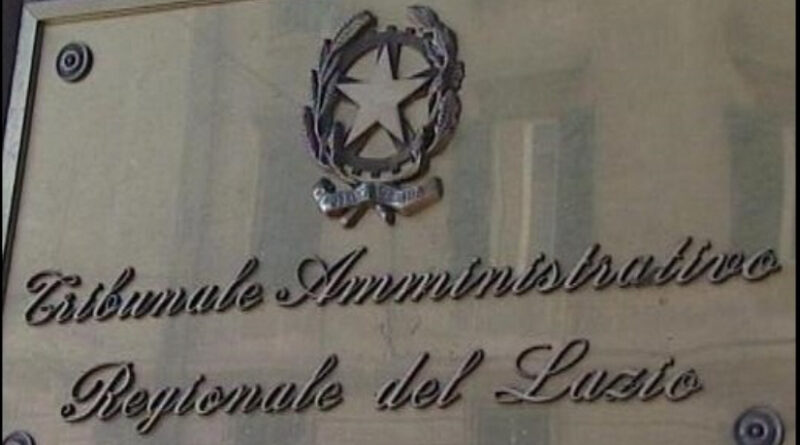 Tribunale Amministrativo
Regionale del Lazio